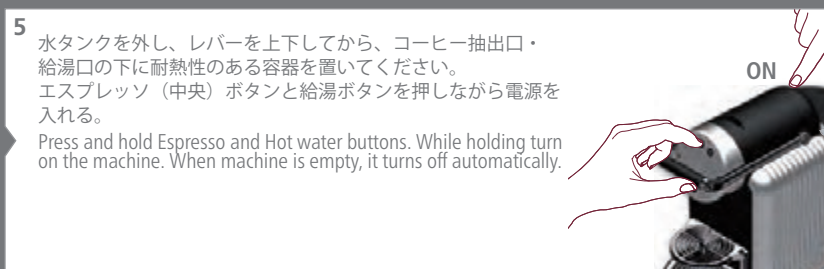 5
水タンクを外し、レバーを上下してから、コーヒー抽出口・
給湯口の下に耐熱性のある容器を置いてください。
エスプレッソ（中央）ボタンと給湯ボタンを押しながら電源を
入れる。
Press and hold Espresso and Hot water buttons. While holding turn
on the machine. When machine is empty, it turns off automatically.
ON